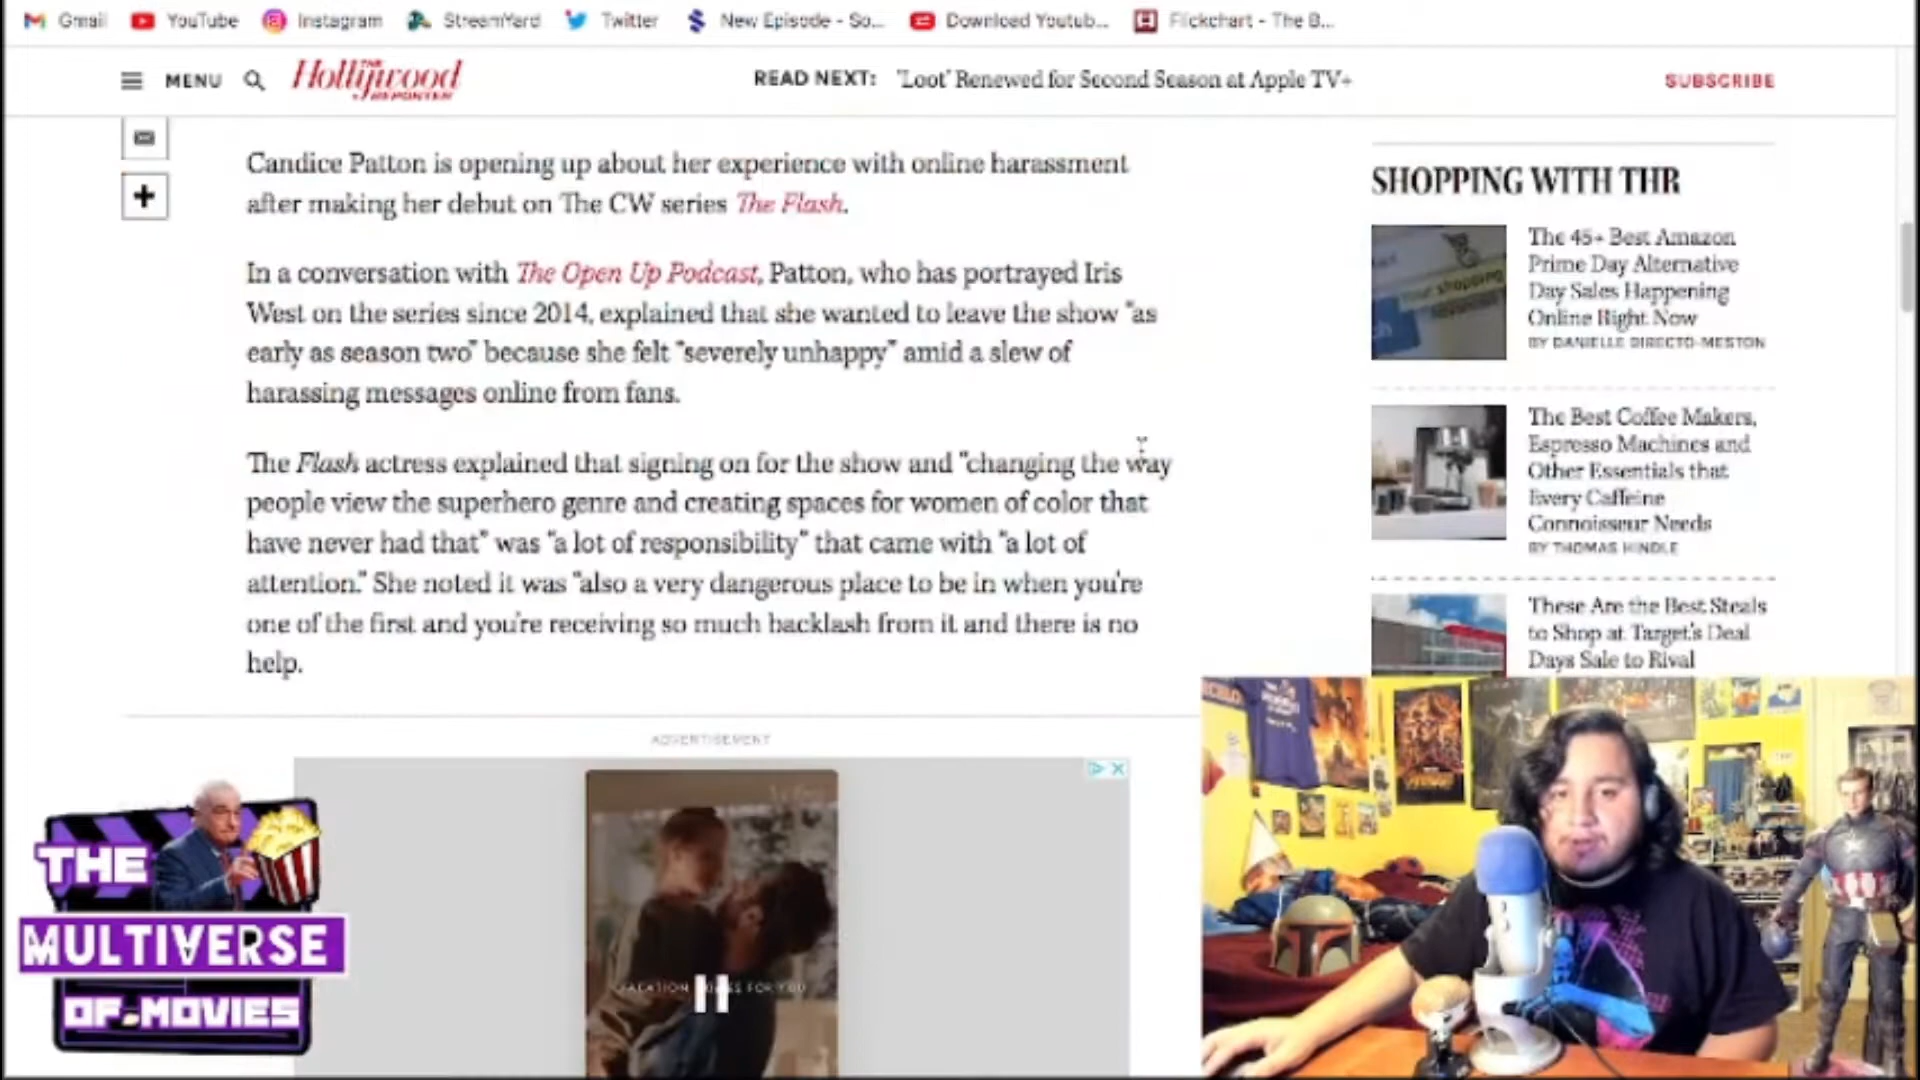 Gmail YouTube Instagram StreamYard Twitter New Episode - So... Download Youtub... Flickchart - The B...
MENU THE Hollywood REPORTER READ NEXT: 'Loot' Renewed for Second Season at Apple TV+ SUBSCRIBE
Candice Patton is opening up about her experience with online harassment
after making her debut on The CW series The Flash.
In a conversation with The Open Up Podcast, Patton, who has portrayed Iris
West on the series since 2014, explained that she wanted to leave the show "as
early as season two" because she felt "severely unhappy" amid a slew of
harassing messages online from fans.
The Flash actress explained that signing on for the show and "changing the way
people view the superhero genre and creating spaces for women of color that
have never had that" was "a lot of responsibility" that came with "a lot of
attention." She noted it was "also a very dangerous place to be in when you're
one of the first and you're receiving so much backlash from it and there is no
help.
ADVERTISEMENT
SHOPPING WITH THR
The 45+ Best Amazon
Prime Day Alternative
Day Sales Happening
Online Right Now
BY DANIELLE DIRECTO-MESTON
The Best Coffee Makers,
Espresso Machines and
Other Essentials that
Every Caffeine
Connoisseur Needs
BY THOMAS HINDLE
These Are the Best Steals
to Shop at Target's Deal
Days Sale to Rival
THE
MULTIVERSE
OF MOVIES